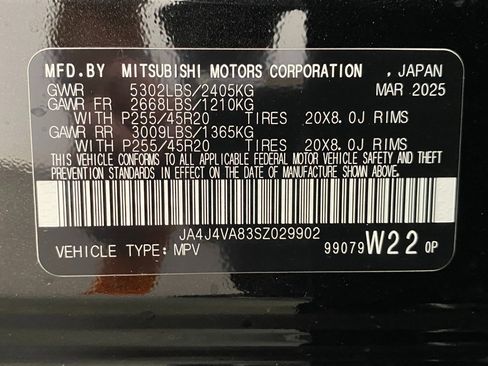 MFD.BY MITSUBISHI MOTORS CORPORATION , JAPAN
GVWR 5302LBS/2405KG MAR 2025
GAWR FR 2668LBS/1210KG
WITH P255/45R20 TIRES 20X8.0J RIMS
GAWR RR 3009LBS/1365KG
WITH P255/45R20 TIRES 20X8.0J RIMS
THIS VEHICLE CONFORMS TO ALL APPLICABLE FEDERAL MOTOR VEHICLE SAFETY AND THEFT
PREVENTION STANDARDS IN EFFECT ON THE DATE OF MANUFACTURE SHOWN ABOVE.
JA4J4VA83SZ029902
VEHICLE TYPE: MPV 99079 W22 0P